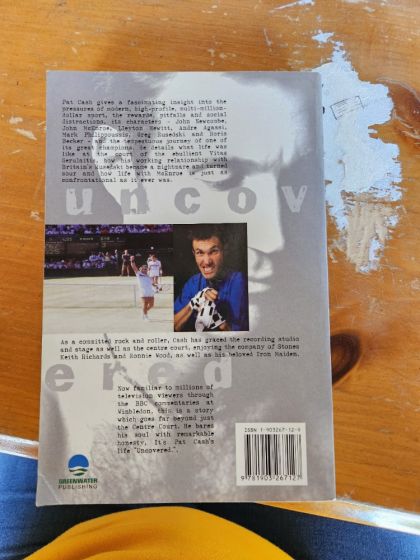 Pat Cash gives a fascinating insight into the
pressures of modern, high-profile, multi-million-
dollar sport, the rewards, pitfalls and social
distractions, its characters - John Newcombe,
John McEnroe, Lleyton Hewitt, Andre Agassi,
Mark Philippoussis, Greg Rusedski and Boris
Becker - and the tempestuous journey of one of
its great champions. He details what life was
like at the court of the ebullient Vitas
Gerulaitis, how his working relationship with
Britain's Rusedski became a nightmare and turned
sour and how life with McEnroe is just as
confrontational as it ever was.
uncov
As a committed rock and roller, Cash has graced the recording studio
and stage as well as the centre court, enjoying the company of Stones
Keith Richards and Ronnie Wood, as well as his beloved Iron Maiden.
ered
Now familiar to millions of
television viewers through
the BBC commentaries at
Wimbledon, this is a story
which goes far beyond just
the Centre Court. He bares
his soul with remarkable
honesty. It's Pat Cash's
life "Uncovered.".
GREENWATER
PUBLISHING
ISBN 1-903267-12-
9781903267127